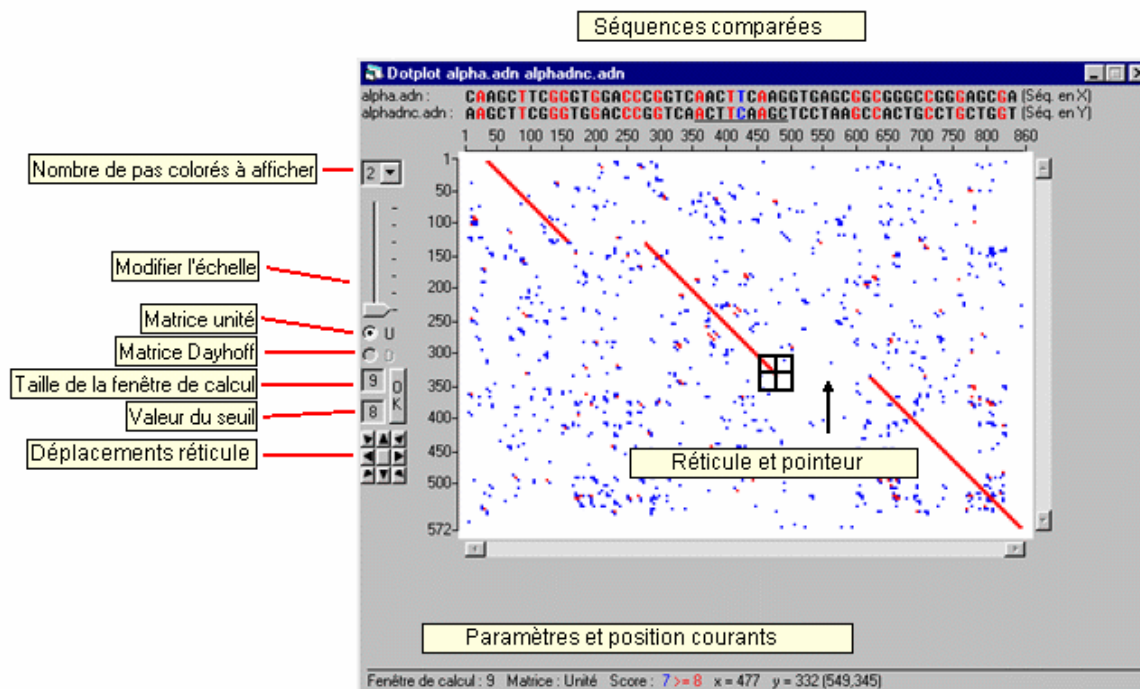 Séquences comparées
Dotplot alpha.adn alphadnc.adn
alpha.adn : CAAGCTTCGGGTGGACCCGGTCAACTTCAAGGTGAGCGGCGGGCCGGGAGCGA (Séq. en X)
alphadnc.adn : AAGCTTCGGGTGGACCCGGTCAACTTCAAGCTCCTAAGCCACTGCCTGCTGGT (Séq. en Y)
1 50 100 150 200 250 300 350 400 450 500 550 600 650 700 750 800 860
Nombre de pas colorés à afficher
2
1
50
100
150
200
250
300
350
400
450
500
572
Modifier l'échelle
Matrice unité
U
Matrice Dayhoff
D
Taille de la fenêtre de calcul
9
OK
Valeur du seuil
8
Déplacements réticule
Réticule et pointeur
Paramètres et position courants
Fenêtre de calcul : 9 Matrice : Unité Score : 7 >= 8 x = 477 y = 332 (549,345)